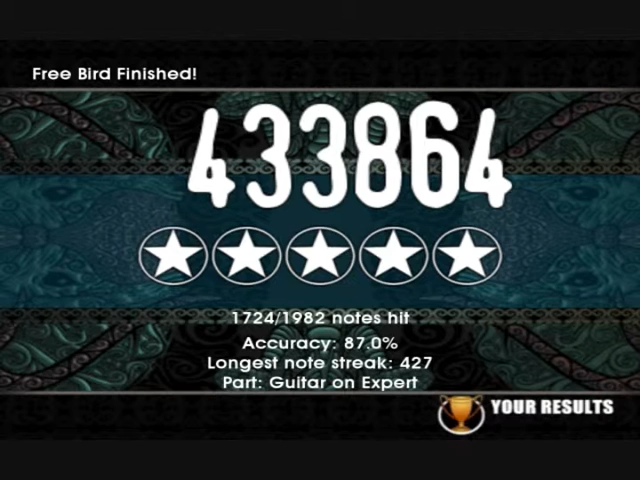 Free Bird Finished!
433864
1724/1982 notes hit
Accuracy: 87.0%
Longest note streak: 427
Part: Guitar on Expert
YOUR RESULTS